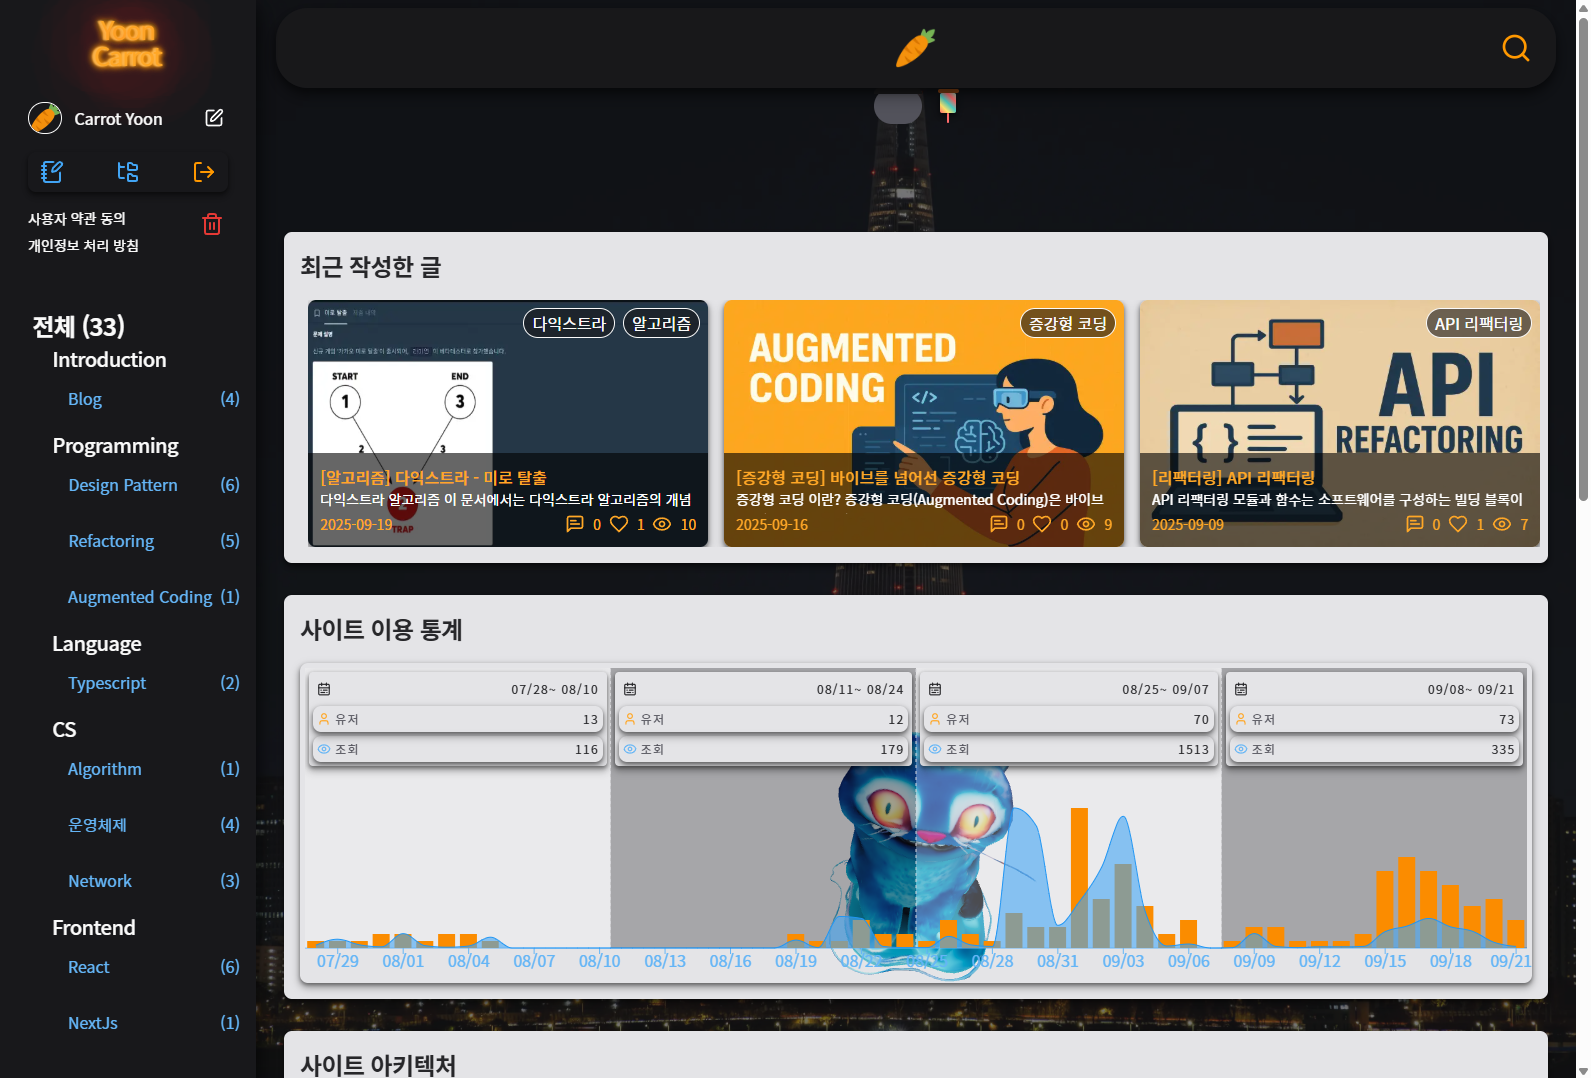 Yoon
Carrot
Carrot Yoon
사용자 약관 동의
개인정보 처리 방침
전체 (33)
Introduction
Blog (4)
Programming
Design Pattern (6)
Refactoring (5)
Augmented Coding (1)
Language
Typescript (2)
CS
Algorithm (1)
운영체제 (4)
Network (3)
Frontend
React (6)
NextJs (1)
최근 작성한 글
미로 탈출
다익스트라 알고리즘
문제 설명
START END
1 3
2 3
TRAP
[알고리즘] 다익스트라 - 미로 탈출
다익스트라 알고리즘 이 문서에서는 다익스트라 알고리즘의 개념
2025-09-19 0 1 10
증강형 코딩
AUGMENTED
CODING
</>
[증강형 코딩] 바이브를 넘어선 증강형 코딩
증강형 코딩 이란? 증강형 코딩(Augmented Coding)은 바이브
2025-09-16 0 0 9
API 리팩터링
API
REFACTORING
{ }
[리팩터링] API 리팩터링
API 리팩터링 모듈과 함수는 소프트웨어를 구성하는 빌딩 블록이
2025-09-09 0 1 7
사이트 이용 통계
07/28~ 08/10
유저 13
조회 116
08/11~ 08/24
유저 12
조회 179
08/25~ 09/07
유저 70
조회 1513
09/08~ 09/21
유저 73
조회 335
07/29 08/01 08/04 08/07 08/10 08/13 08/16 08/19 08/22 08/25 08/28 08/31 09/03 09/06 09/09 09/12 09/15 09/18 09/21
사이트 아키텍처